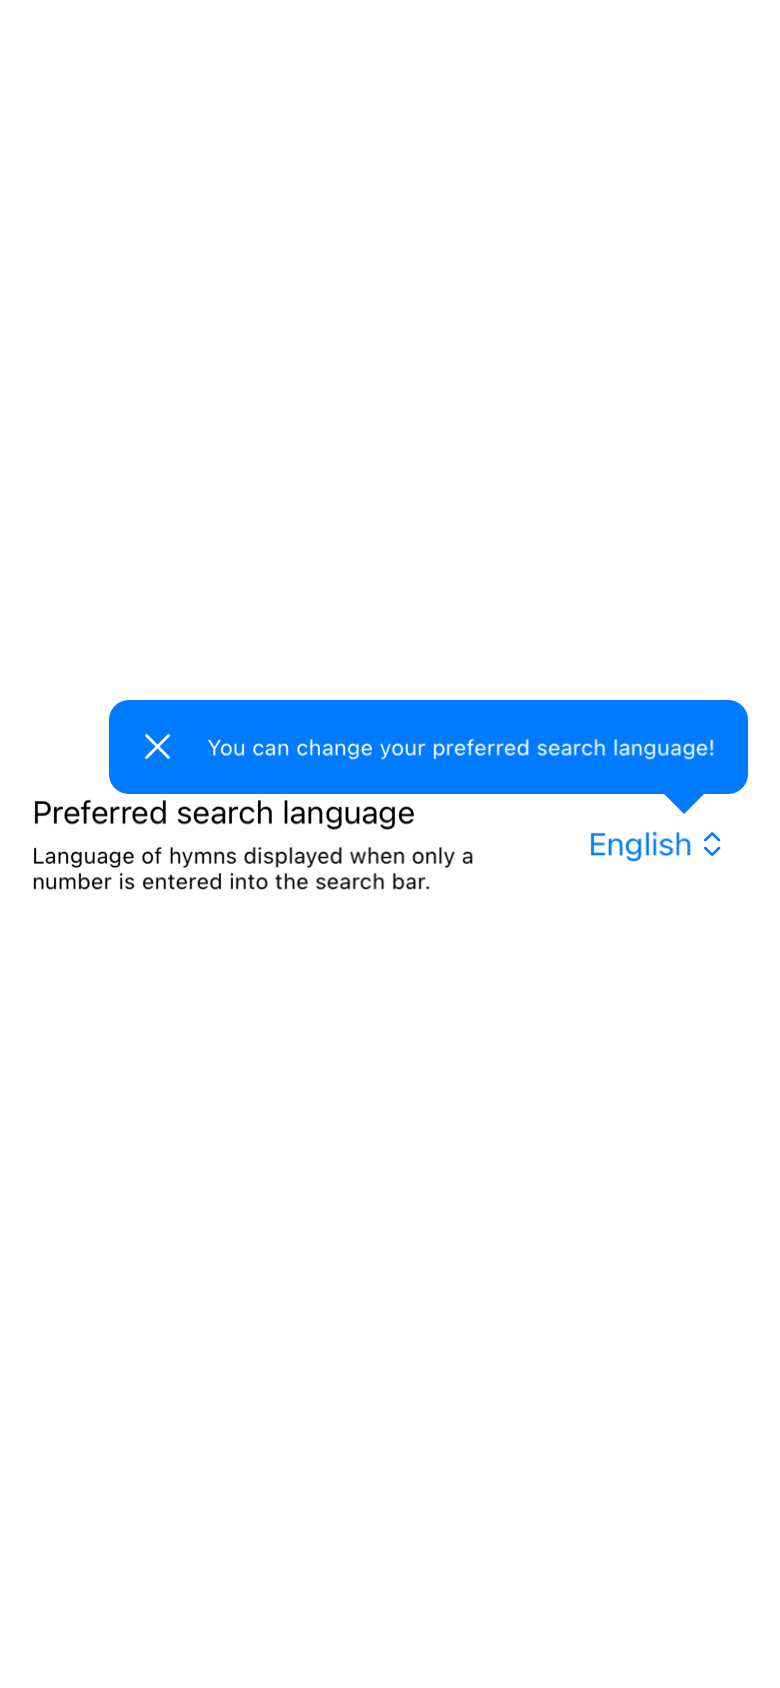 You can change your preferred search language!
Preferred search language
English
Language of hymns displayed when only a
number is entered into the search bar.